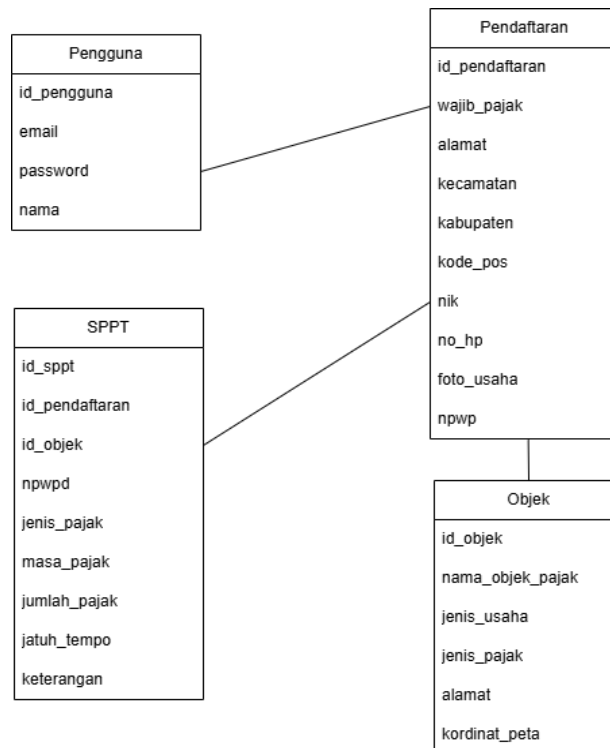 Pengguna
id_pengguna
email
password
nama
Pendaftaran
id_pendaftaran
wajib_pajak
alamat
kecamatan
kabupaten
kode_pos
nik
no_hp
foto_usaha
npwp
SPPT
id_sppt
id_pendaftaran
id_objek
npwpd
jenis_pajak
masa_pajak
jumlah_pajak
jatuh_tempo
keterangan
Objek
id_objek
nama_objek_pajak
jenis_usaha
jenis_pajak
alamat
kordinat_peta